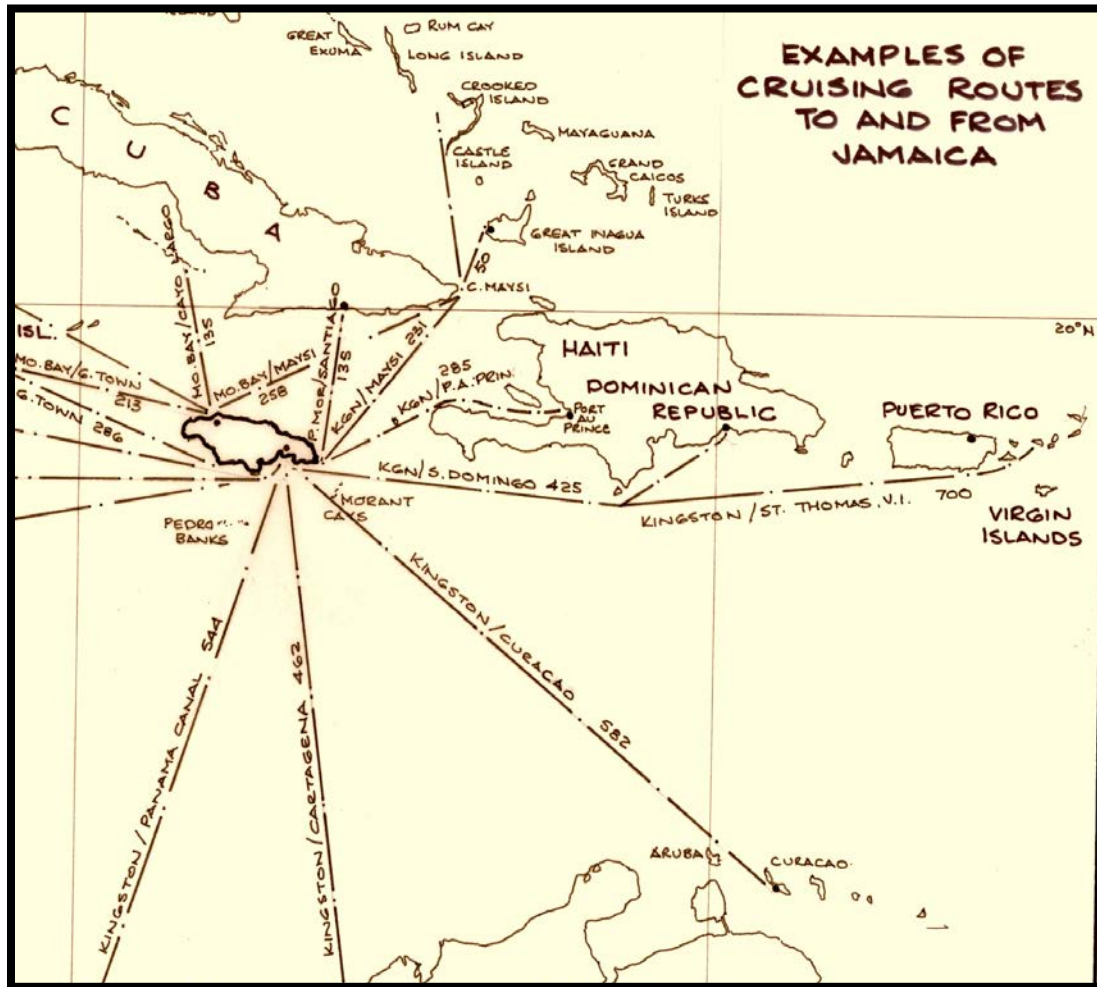 EXAMPLES OF
CRUISING ROUTES
TO AND FROM
JAMAICA
ISLAND
GREAT
EXUMA
RUM CAY
LONG ISLAND
CROOKED
ISLAND
MAYAGUANA
CASTLE
ISLAND
GRAND
CAICOS
TURKS
ISLAND
GREAT INAGUA
ISLAND
C U B A
50
C. MAYSI
20°N
MO. BAY/CAYO LARGO
135
P. MOR/SANTIAGO
135
KGN/MAYSI 231
MO. BAY/MAYSI
258
ISL.
MO. BAY/G. TOWN
213
G. TOWN 286
285
KGN/P.A. PRIN.
HAITI
PORT
AU
PRINCE
DOMINICAN
REPUBLIC
PUERTO RICO
KGN/S. DOMINGO 425
KINGSTON/ST. THOMAS, V.I. 700
VIRGIN
ISLANDS
MORANT
CAYS
PEDRO
BANKS
KINGSTON/PANAMA CANAL 544
KINGSTON/CARTAGENA 462
KINGSTON/CURACAO 582
ARUBA
CURACAO